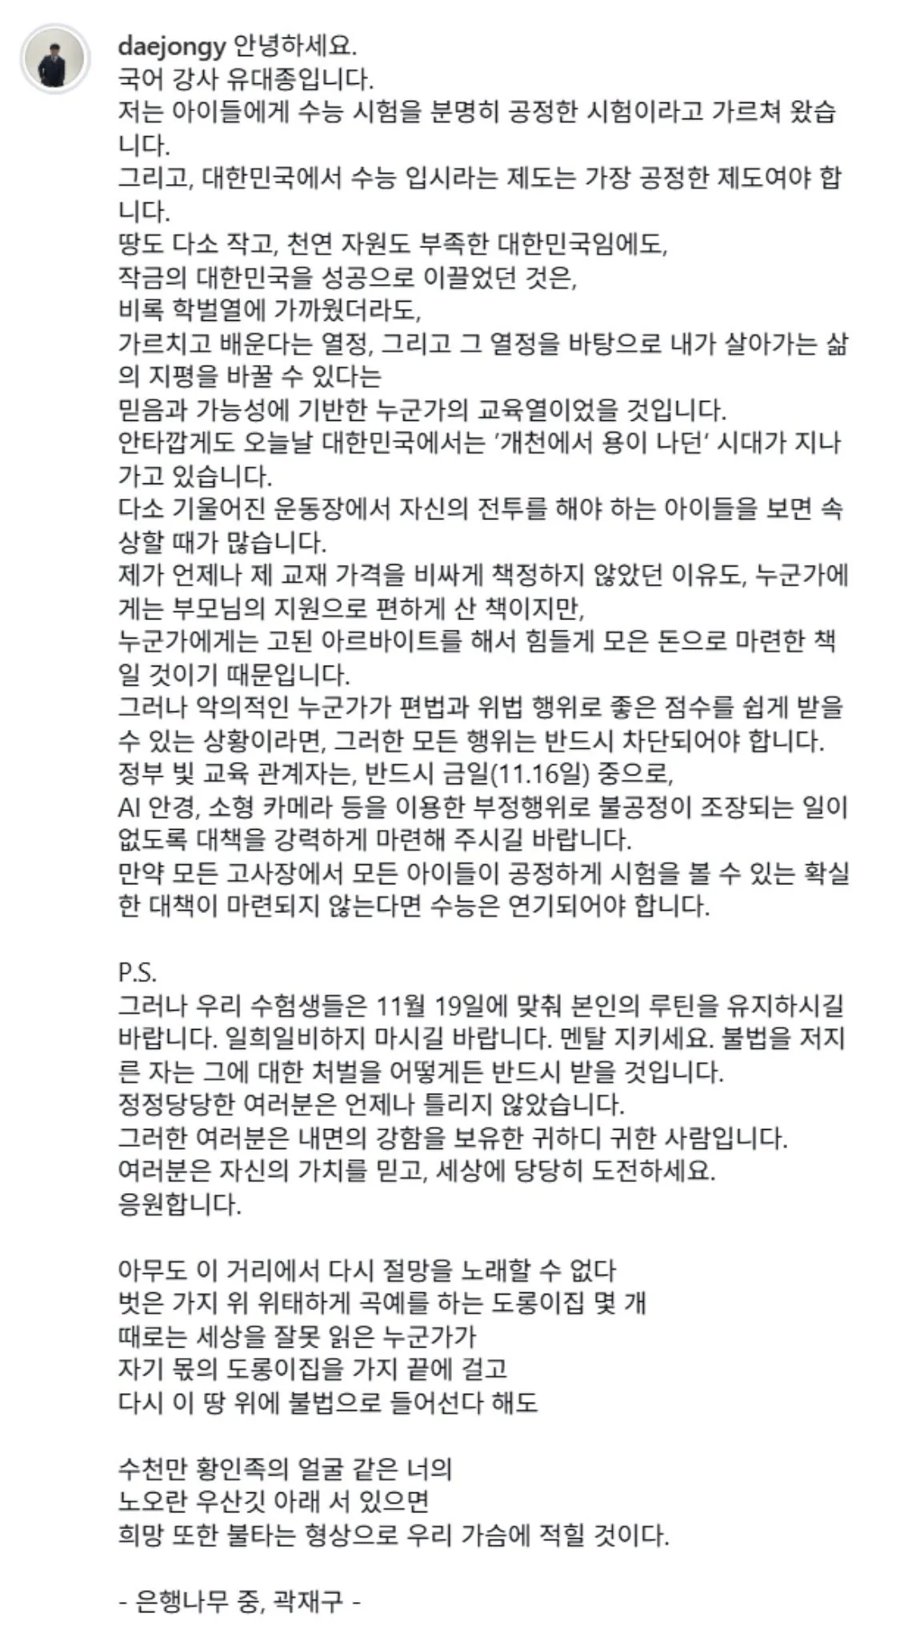 daejongy 안녕하세요.
국어 강사 유대종입니다.
저는 아이들에게 수능 시험을 분명히 공정한 시험이라고 가르쳐 왔습
니다.
그리고, 대한민국에서 수능 입시라는 제도는 가장 공정한 제도여야 합
니다.
땅도 다소 작고, 천연 자원도 부족한 대한민국임에도,
작금의 대한민국을 성공으로 이끌었던 것은,
비록 학벌열에 가까웠더라도,
가르치고 배운다는 열정, 그리고 그 열정을 바탕으로 내가 살아가는 삶
의 지평을 바꿀 수 있다는
믿음과 가능성에 기반한 누군가의 교육열이었을 것입니다.
안타깝게도 오늘날 대한민국에서는 '개천에서 용이 나던' 시대가 지나
가고 있습니다.
다소 기울어진 운동장에서 자신의 전투를 해야 하는 아이들을 보면 속
상할 때가 많습니다.
제가 언제나 제 교재 가격을 비싸게 책정하지 않았던 이유도, 누군가에
게는 부모님의 지원으로 편하게 산 책이지만,
누군가에게는 고된 아르바이트를 해서 힘들게 모은 돈으로 마련한 책
일 것이기 때문입니다.
그러나 악의적인 누군가가 편법과 위법 행위로 좋은 점수를 쉽게 받을
수 있는 상황이라면, 그러한 모든 행위는 반드시 차단되어야 합니다.
정부 빛 교육 관계자는, 반드시 금일(11.16일) 중으로,
AI 안경, 소형 카메라 등을 이용한 부정행위로 불공정이 조장되는 일이
없도록 대책을 강력하게 마련해 주시길 바랍니다.
만약 모든 고사장에서 모든 아이들이 공정하게 시험을 볼 수 있는 확실
한 대책이 마련되지 않는다면 수능은 연기되어야 합니다.
P.S.
그러나 우리 수험생들은 11월 19일에 맞춰 본인의 루틴을 유지하시길
바랍니다. 일희일비하지 마시길 바랍니다. 멘탈 지키세요. 불법을 저지
른 자는 그에 대한 처벌을 어떻게든 반드시 받을 것입니다.
정정당당한 여러분은 언제나 틀리지 않았습니다.
그러한 여러분은 내면의 강함을 보유한 귀하디 귀한 사람입니다.
여러분은 자신의 가치를 믿고, 세상에 당당히 도전하세요.
응원합니다.
아무도 이 거리에서 다시 절망을 노래할 수 없다
벗은 가지 위 위태하게 곡예를 하는 도롱이집 몇 개
때로는 세상을 잘못 읽은 누군가가
자기 몫의 도롱이집을 가지 끝에 걸고
다시 이 땅 위에 불법으로 들어선다 해도
수천만 황인족의 얼굴 같은 너의
노오란 우산깃 아래 서 있으면
희망 또한 불타는 형상으로 우리 가슴에 적힐 것이다.
- 은행나무 중, 곽재구 -